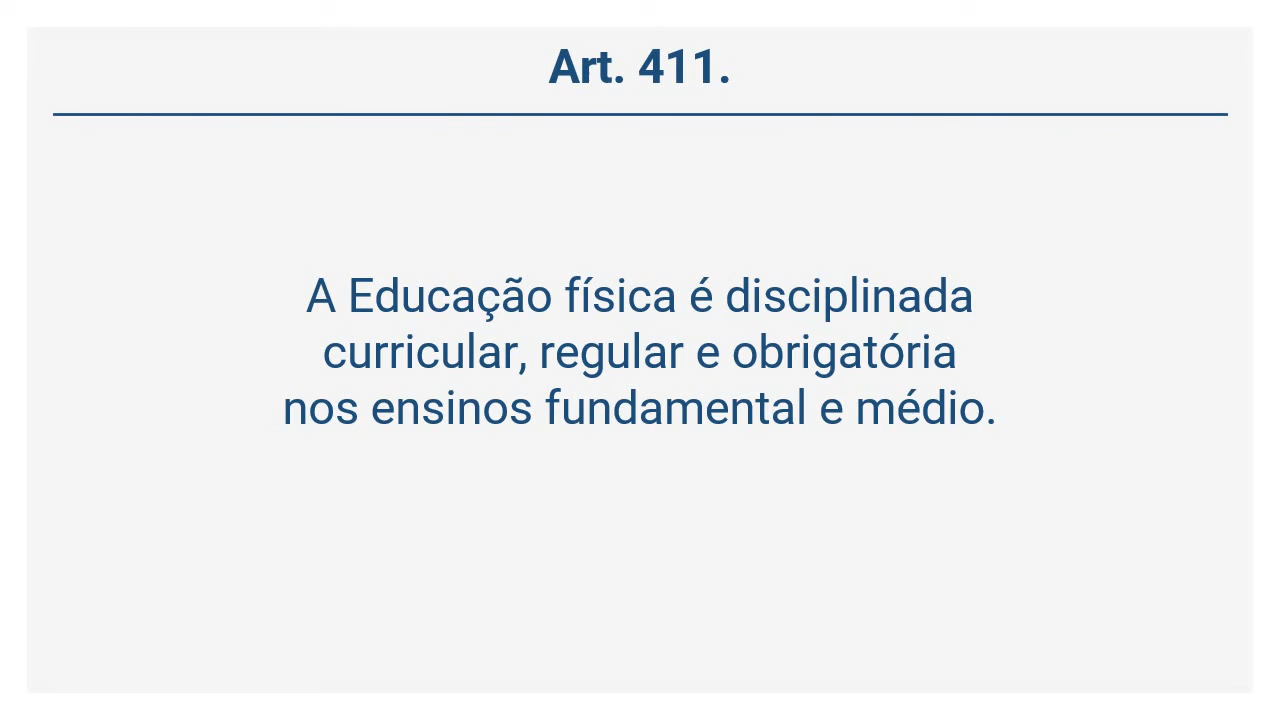 Art. 411.
A Educação física é disciplinada
curricular, regular e obrigatória
nos ensinos fundamental e médio.